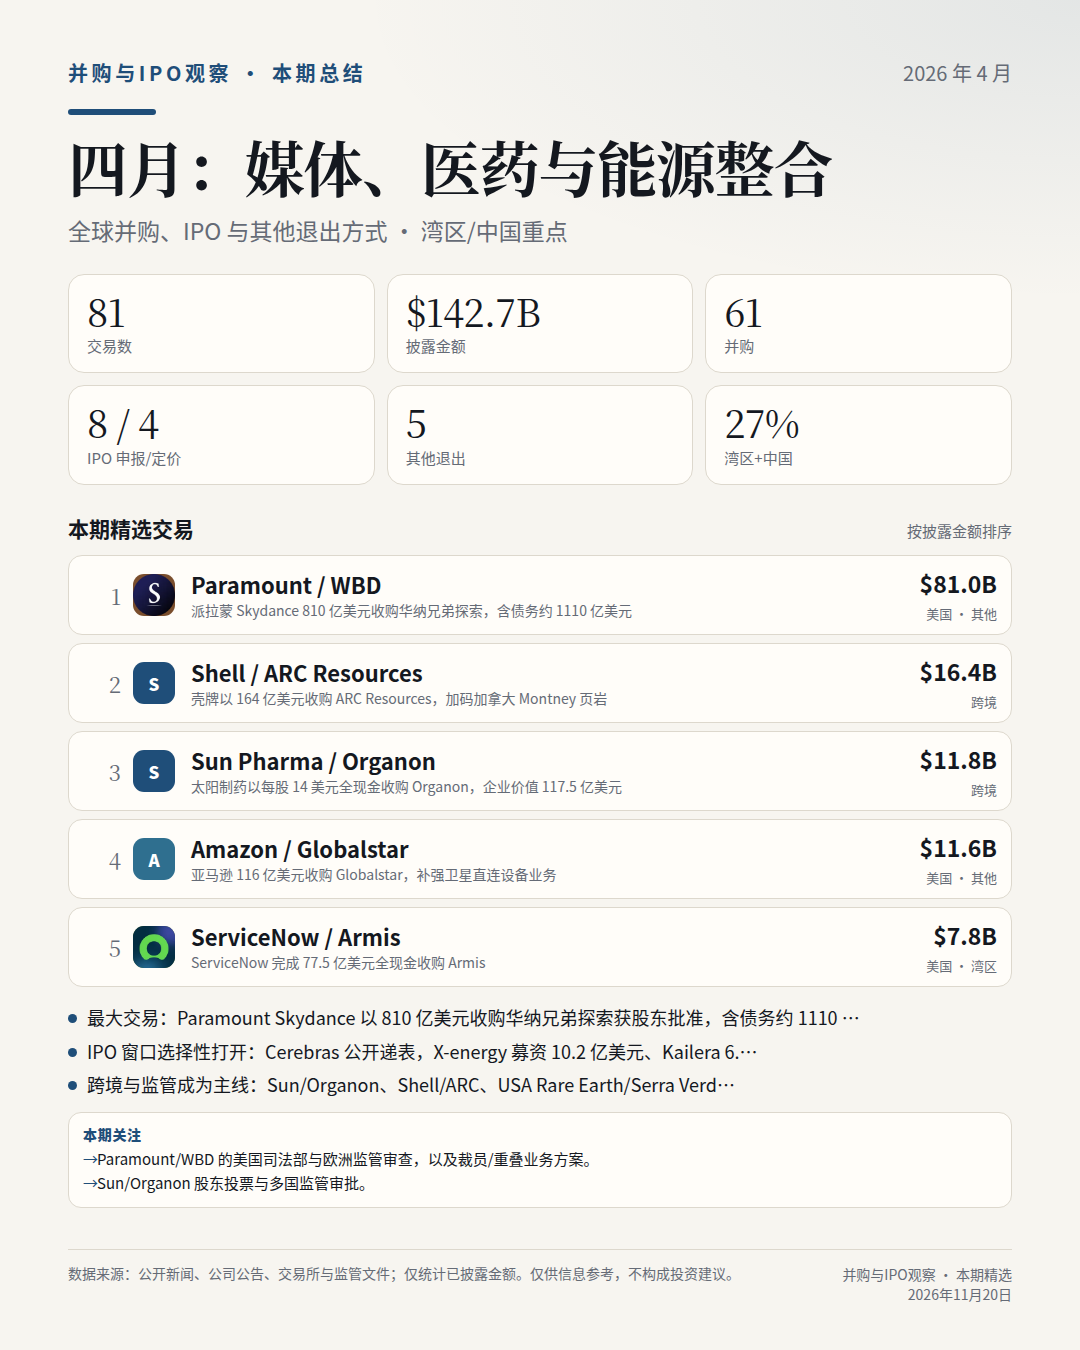 并购与IPO观察 · 本期总结
2026 年 4 月
四月：媒体、医药与能源整合
全球并购、IPO 与其他退出方式 · 湾区/中国重点
81
交易数
$142.7B
披露金额
61
并购
8 / 4
IPO 申报/定价
5
其他退出
27%
湾区+中国
本期精选交易
按披露金额排序
1
S
Paramount / WBD
派拉蒙 Skydance 810 亿美元收购华纳兄弟探索，含债务约 1110 亿美元
$81.0B
美国 · 其他
2
S
Shell / ARC Resources
壳牌以 164 亿美元收购 ARC Resources，加码加拿大 Montney 页岩
$16.4B
跨境
3
S
Sun Pharma / Organon
太阳制药以每股 14 美元全现金收购 Organon，企业价值 117.5 亿美元
$11.8B
跨境
4
A
Amazon / Globalstar
亚马逊 116 亿美元收购 Globalstar，补强卫星直连设备业务
$11.6B
美国 · 其他
5
ServiceNow / Armis
ServiceNow 完成 77.5 亿美元全现金收购 Armis
$7.8B
美国 · 湾区
最大交易：Paramount Skydance 以 810 亿美元收购华纳兄弟探索获股东批准，含债务约 1110 …
IPO 窗口选择性打开：Cerebras 公开递表，X-energy 募资 10.2 亿美元、Kailera 6.…
跨境与监管成为主线：Sun/Organon、Shell/ARC、USA Rare Earth/Serra Verd…
本期关注
→Paramount/WBD 的美国司法部与欧洲监管审查，以及裁员/重叠业务方案。
→Sun/Organon 股东投票与多国监管审批。
数据来源：公开新闻、公司公告、交易所与监管文件；仅统计已披露金额。仅供信息参考，不构成投资建议。
并购与IPO观察 · 本期精选
2026年11月20日